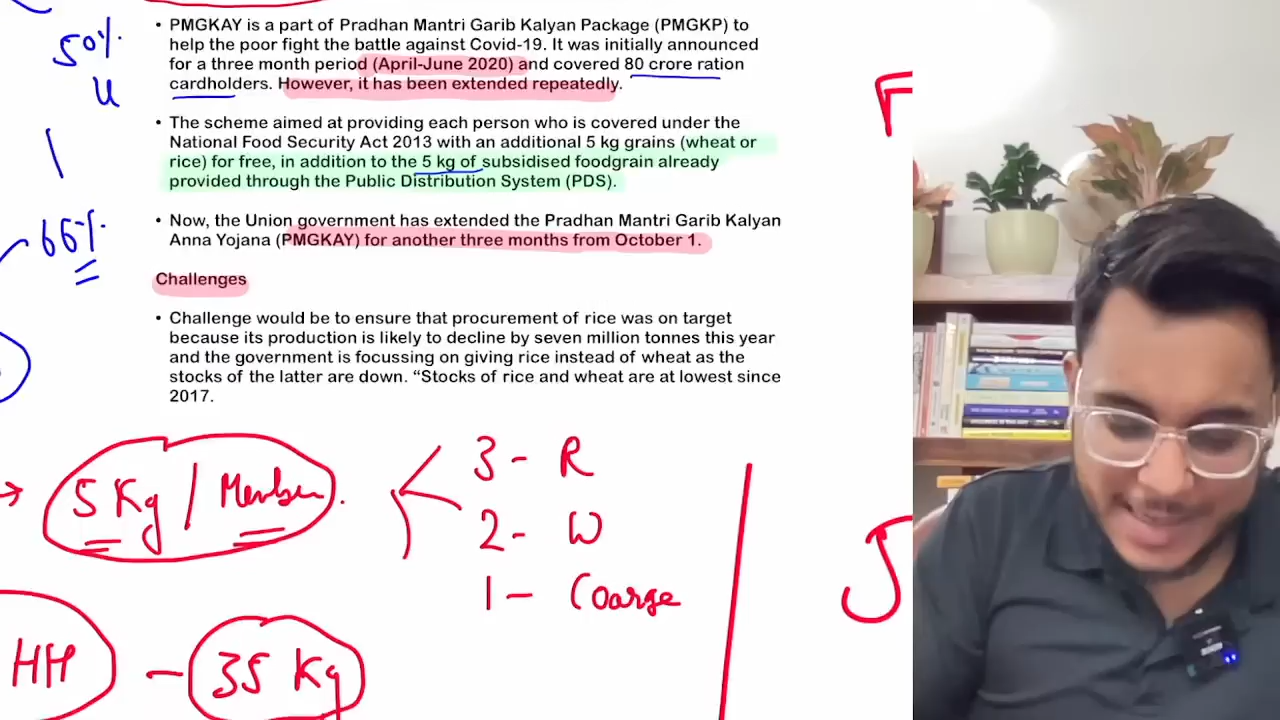 • PMGKAY is a part of Pradhan Mantri Garib Kalyan Package (PMGKP) to
help the poor fight the battle against Covid-19. It was initially announced
for a three month period (April-June 2020) and covered 80 crore ration
cardholders. However, it has been extended repeatedly.
• The scheme aimed at providing each person who is covered under the
National Food Security Act 2013 with an additional 5 kg grains (wheat or
rice) for free, in addition to the 5 kg of subsidised foodgrain already
provided through the Public Distribution System (PDS).
• Now, the Union government has extended the Pradhan Mantri Garib Kalyan
Anna Yojana (PMGKAY) for another three months from October 1.
Challenges
• Challenge would be to ensure that procurement of rice was on target
because its production is likely to decline by seven million tonnes this year
and the government is focussing on giving rice instead of wheat as the
stocks of the latter are down. “Stocks of rice and wheat are at lowest since
2017.
50%
U
66%
5 Kg / Member.
3 - R
2 - W
1 - Coarge
HH - 35 Kg